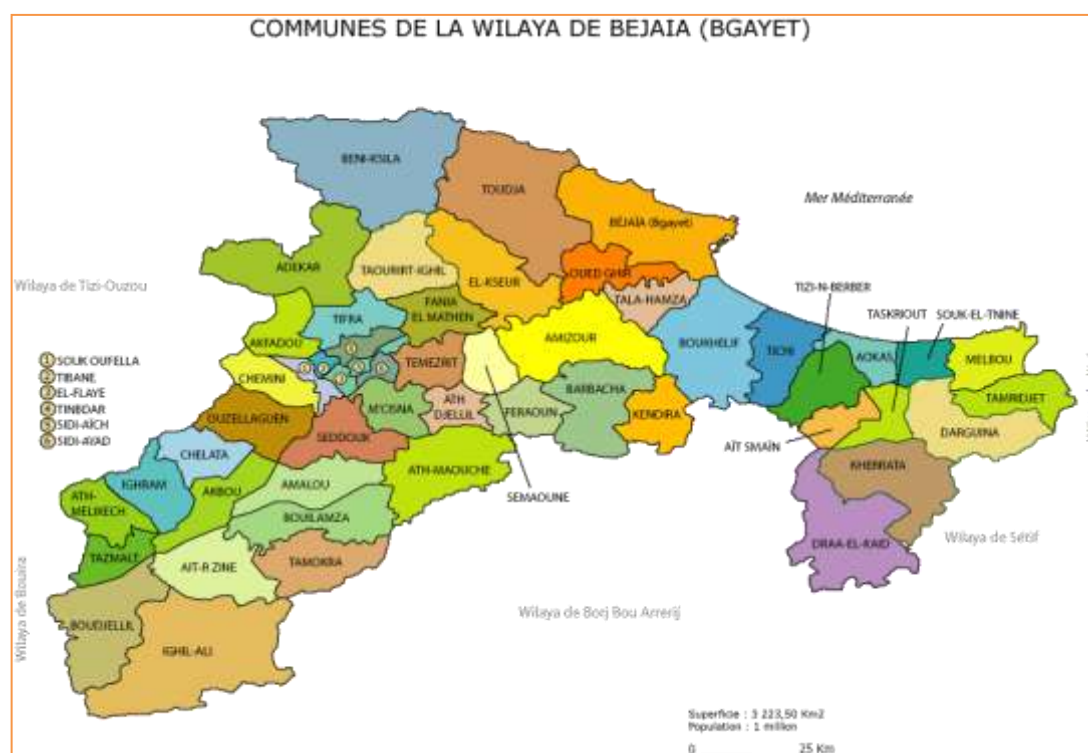 COMMUNES DE LA WILAYA DE BEJAIA (BGAYET)
BENI-KSILA
TOUDJA
BEJAIA (Bgayet)
Mer Méditerranée
ADEKAR
TAOURIRT-IGHIL
EL-KSEUR
OUED GHIR
Wilaya de Tizi-Ouzou
TALA-HAMZA
TIZI-N-BERBER
TASKRIOUT
SOUK-EL-TNINE
TIFRA
FANIA
EL MATHEN
AKFADOU
AMIZOUR
BOUKHELIF
TICHI
AOKAS
MELBOU
① SOUK OUFELLA
② TIBANE
③ EL-FLAYE
④ TINBDAR
⑤ SIDI-AÏCH
⑥ SIDI-AYAD
CHEMINI
TEMEZRIT
BARBACHA
TAMRIDJET
M'CISNA
ATH
DJELLIL
FERAOUN
KENDIRA
OUZELLAGUEN
SEDDOUK
AÏT SMAÏN
DARGUINA
CHELATA
ATH-MAOUCHE
SEMAOUNE
KHERRATA
IGHRAM
AKBOU
AMALOU
ATH-
MELIKECH
BOUHAMZA
DRAA-EL-KAID
Wilaya de Sétif
TAZMALT
AIT-R ZINE
TAMOKRA
Wilaya de Bouira
BOUDJELLIL
Wilaya de Borj Bou Arrerij
IGHIL-ALI
Superficie : 3 223,50 Km2
Population : 1 million
0 25 Km